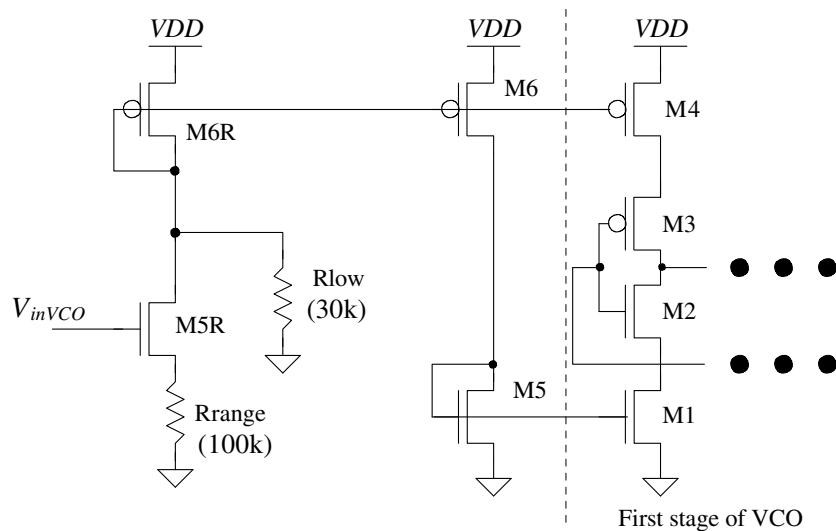 VDD
VDD
VDD
M6R
M6
M4
M3
Rlow
(30k)
VinVCO
M5R
M2
Rrange
(100k)
M5
M1
First stage of VCO